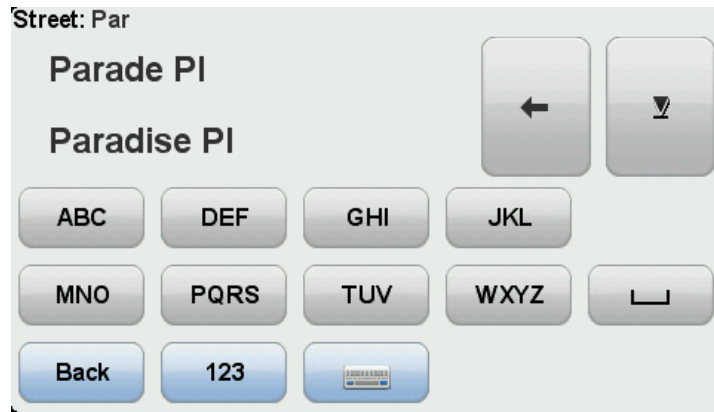 Street: Par
Parade Pl
Paradise Pl
ABC DEF GHI JKL
MNO PQRS TUV WXYZ
Back 123